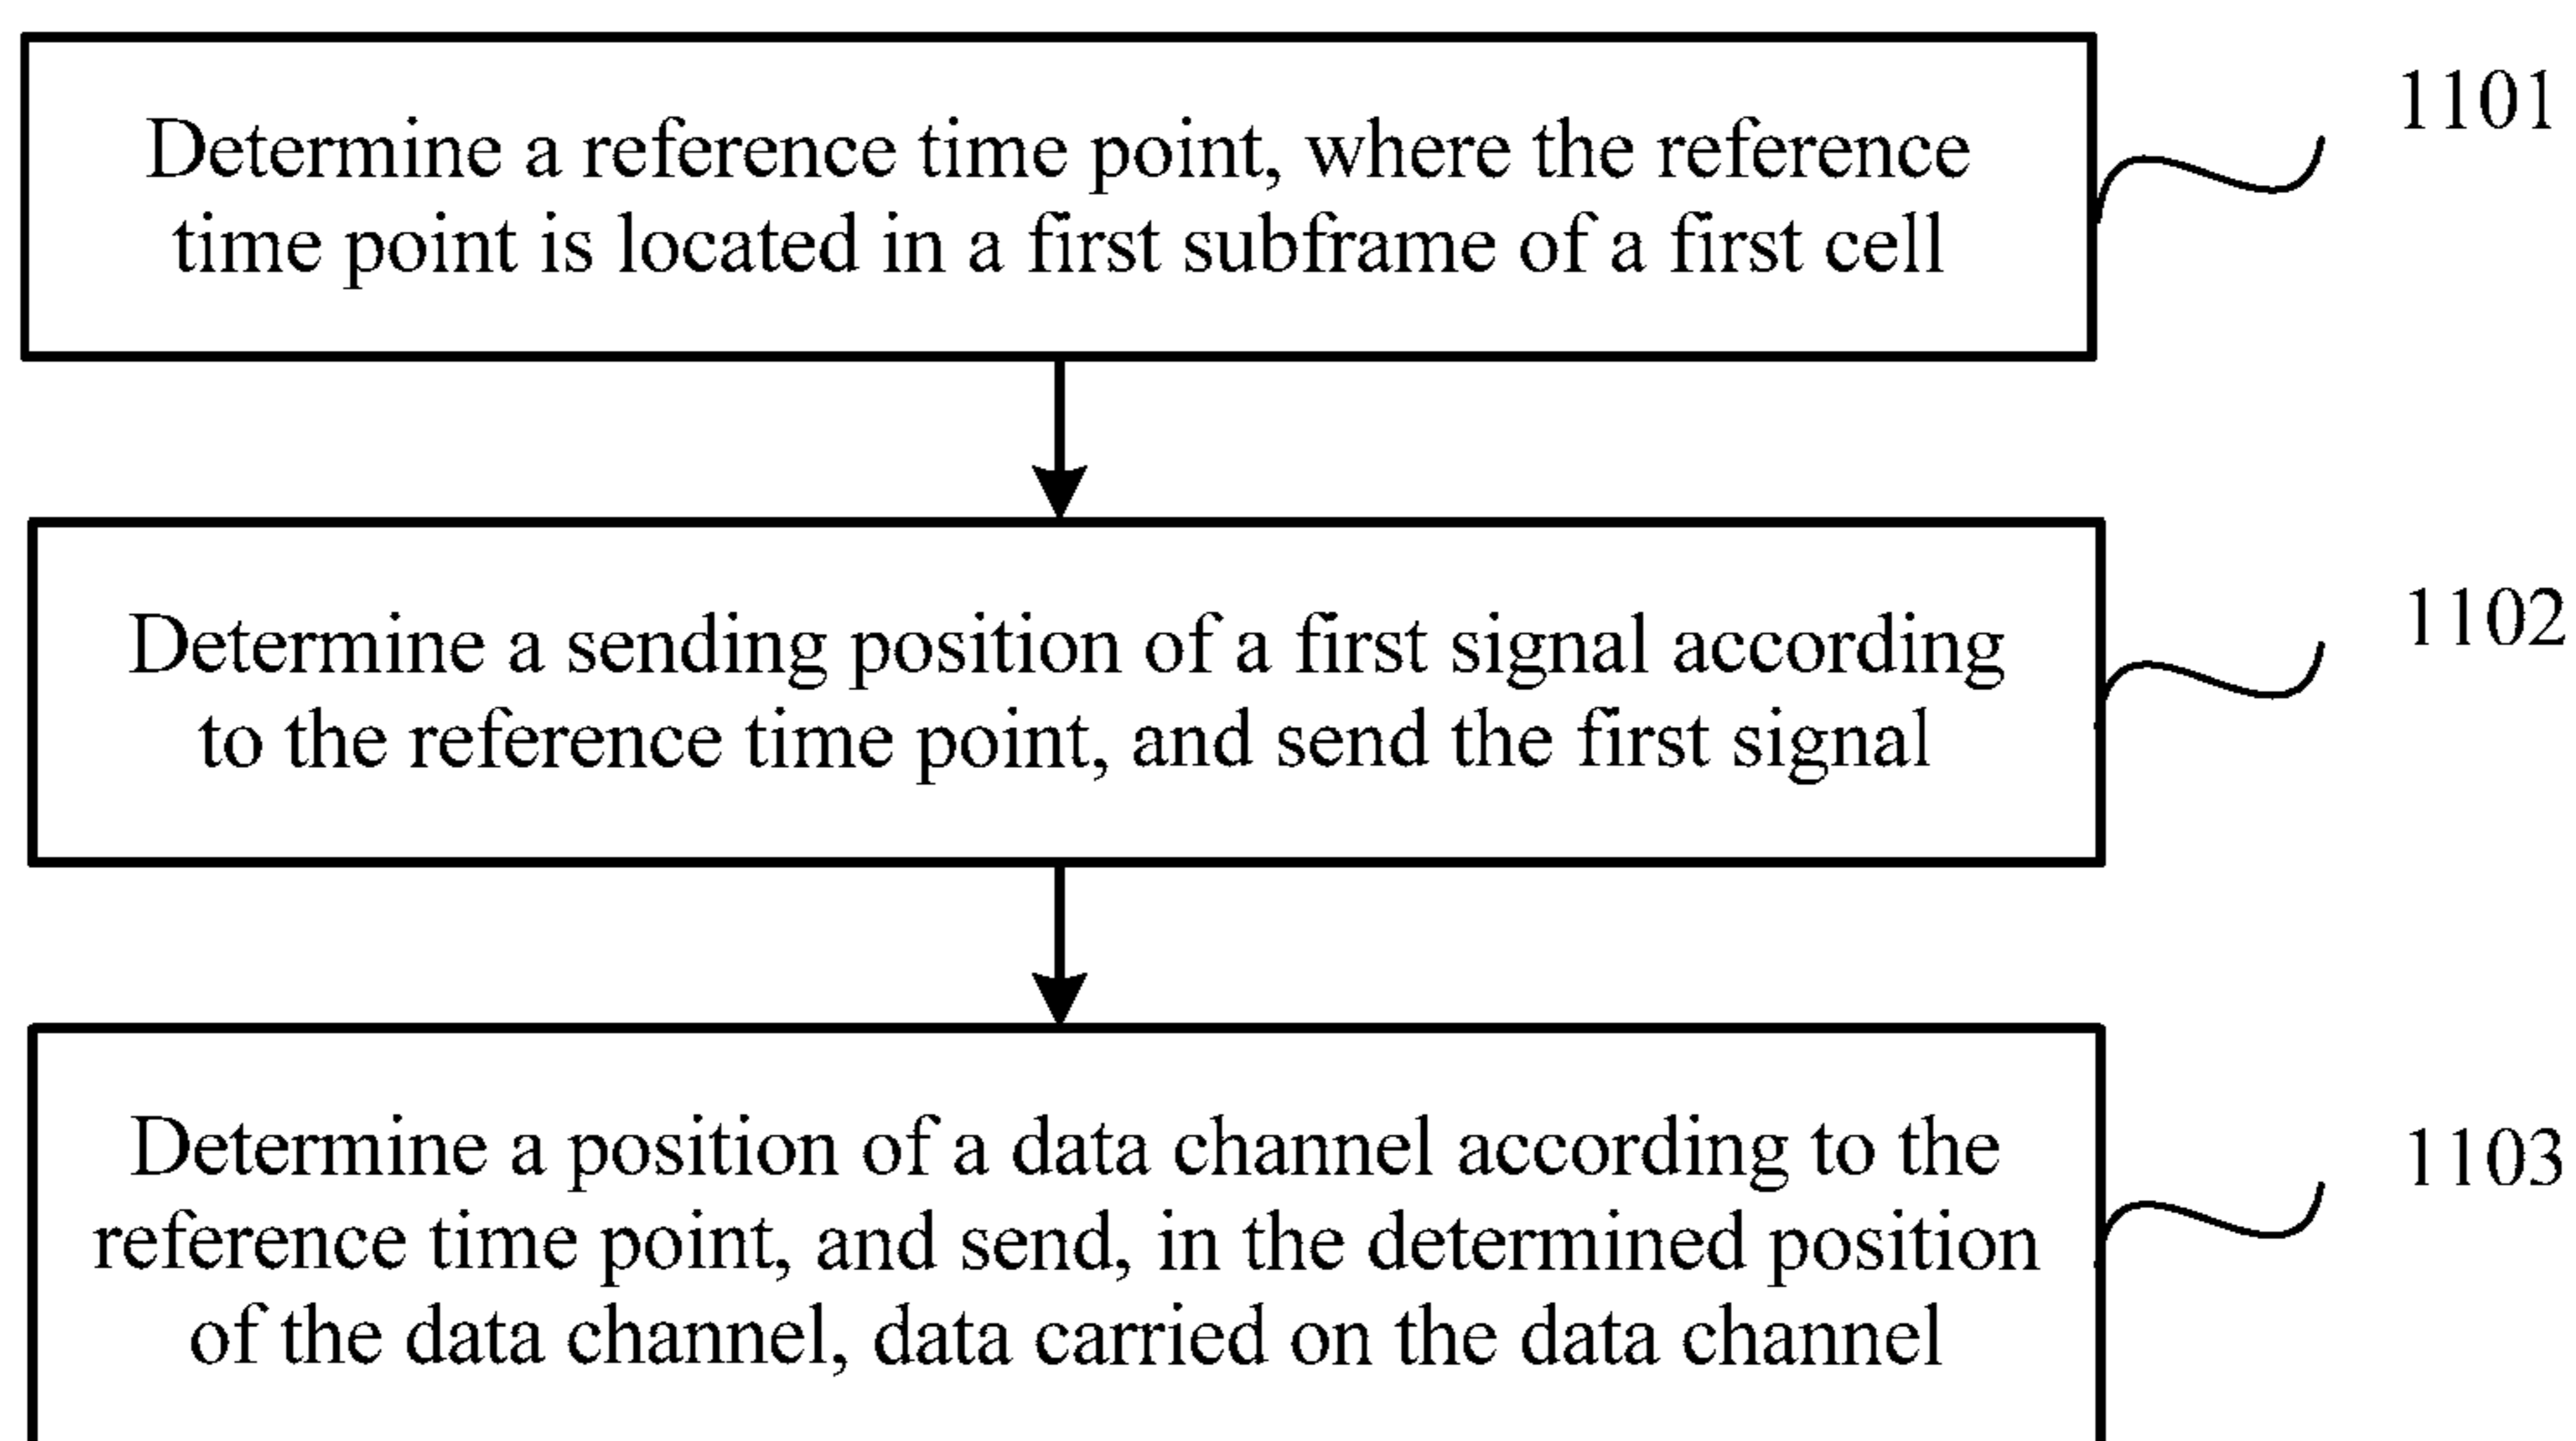 Determine a reference time point, where the reference
time point is located in a first subframe of a first cell
1101
Determine a sending position of a first signal according
to the reference time point, and send the first signal
1102
Determine a position of a data channel according to the
reference time point, and send, in the determined position
of the data channel, data carried on the data channel
1103